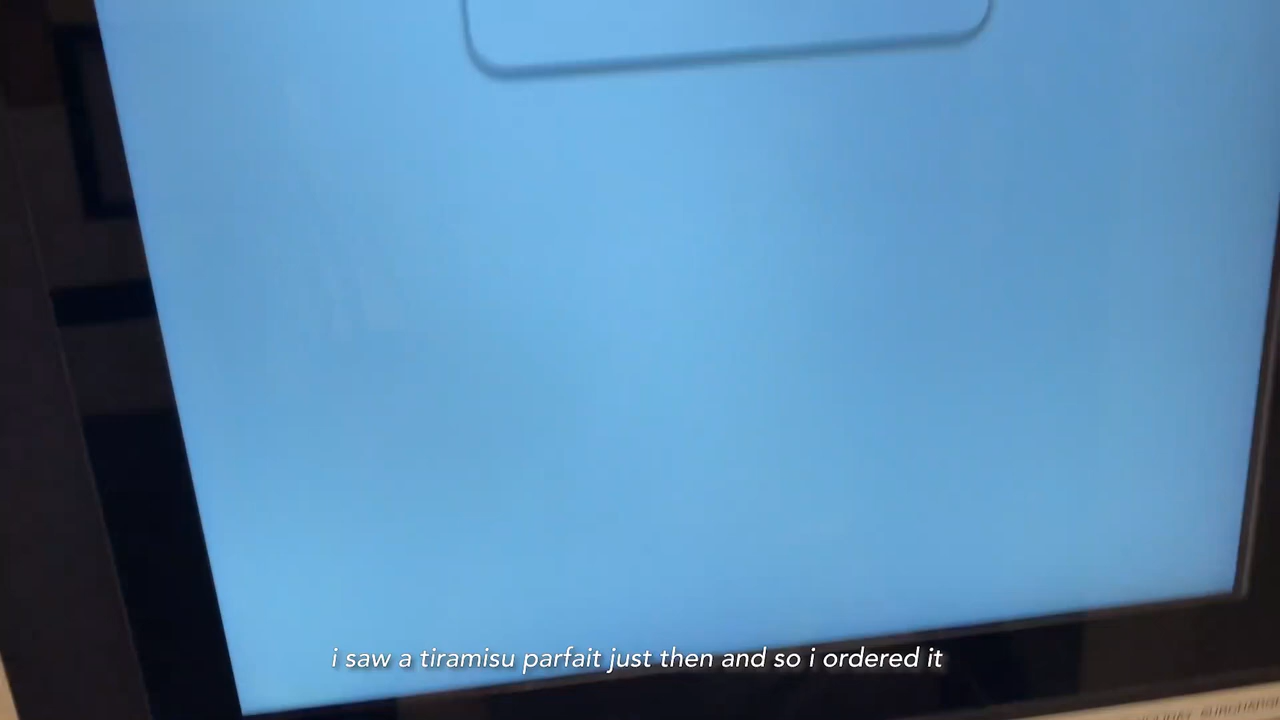 i saw a tiramisu parfait just then and so i ordered it